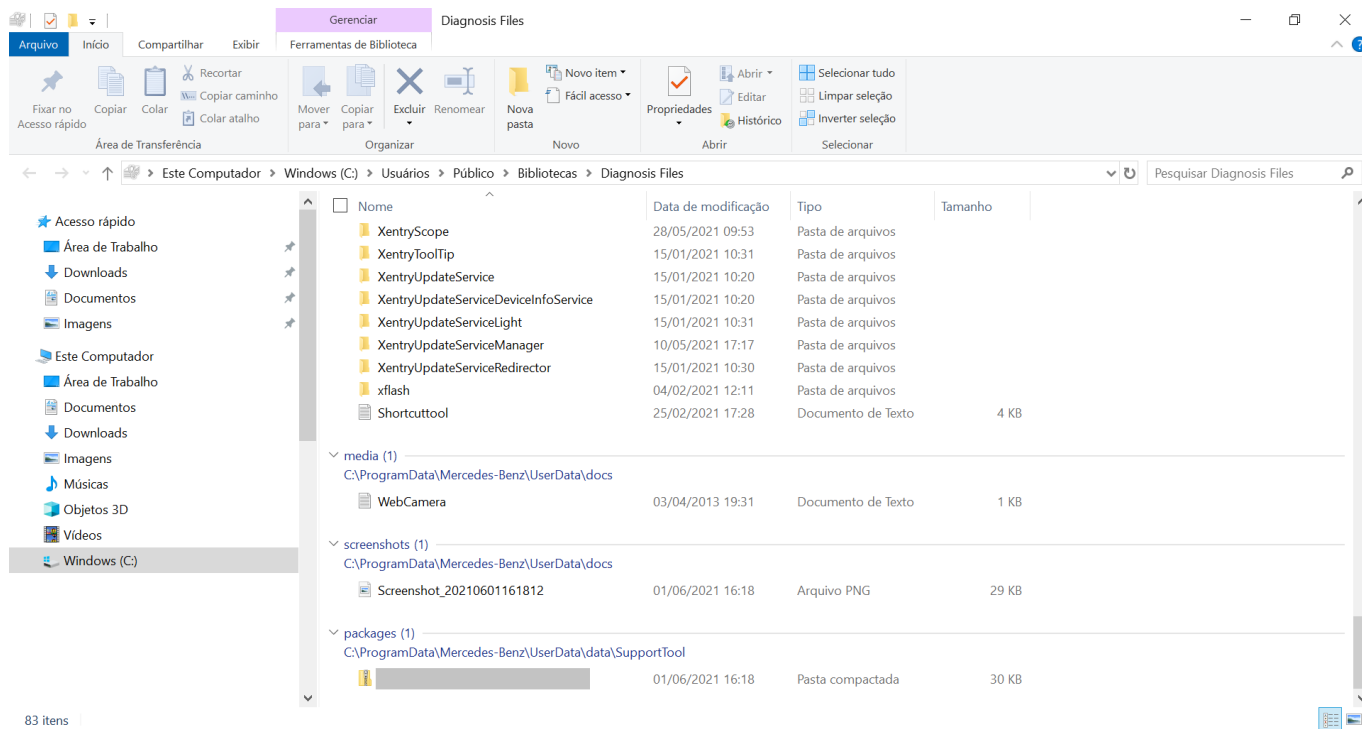 Gerenciar Diagnosis Files
Arquivo Início Compartilhar Exibir Ferramentas de Biblioteca
Fixar no Acesso rápido
Copiar
Colar
Recortar
Copiar caminho
Colar atalho
Área de Transferência
Mover para
Copiar para
Excluir
Renomear
Organizar
Nova pasta
Novo item
Fácil acesso
Novo
Propriedades
Abrir
Editar
Histórico
Abrir
Selecionar tudo
Limpar seleção
Inverter seleção
Selecionar
Este Computador > Windows (C:) > Usuários > Público > Bibliotecas > Diagnosis Files
Pesquisar Diagnosis Files
Acesso rápido
Área de Trabalho
Downloads
Documentos
Imagens
Este Computador
Área de Trabalho
Documentos
Downloads
Imagens
Músicas
Objetos 3D
Vídeos
Windows (C:)
Nome Data de modificação Tipo Tamanho
XentryScope 28/05/2021 09:53 Pasta de arquivos
XentryToolTip 15/01/2021 10:31 Pasta de arquivos
XentryUpdateService 15/01/2021 10:20 Pasta de arquivos
XentryUpdateServiceDeviceInfoService 15/01/2021 10:20 Pasta de arquivos
XentryUpdateServiceLight 15/01/2021 10:31 Pasta de arquivos
XentryUpdateServiceManager 10/05/2021 17:17 Pasta de arquivos
XentryUpdateServiceRedirector 15/01/2021 10:30 Pasta de arquivos
xflash 04/02/2021 12:11 Pasta de arquivos
Shortcuttool 25/02/2021 17:28 Documento de Texto 4 KB
media (1)
C:\ProgramData\Mercedes-Benz\UserData\docs
WebCamera 03/04/2013 19:31 Documento de Texto 1 KB
screenshots (1)
C:\ProgramData\Mercedes-Benz\UserData\docs
Screenshot_20210601161812 01/06/2021 16:18 Arquivo PNG 29 KB
packages (1)
C:\ProgramData\Mercedes-Benz\UserData\data\SupportTool
01/06/2021 16:18 Pasta compactada 30 KB
83 itens